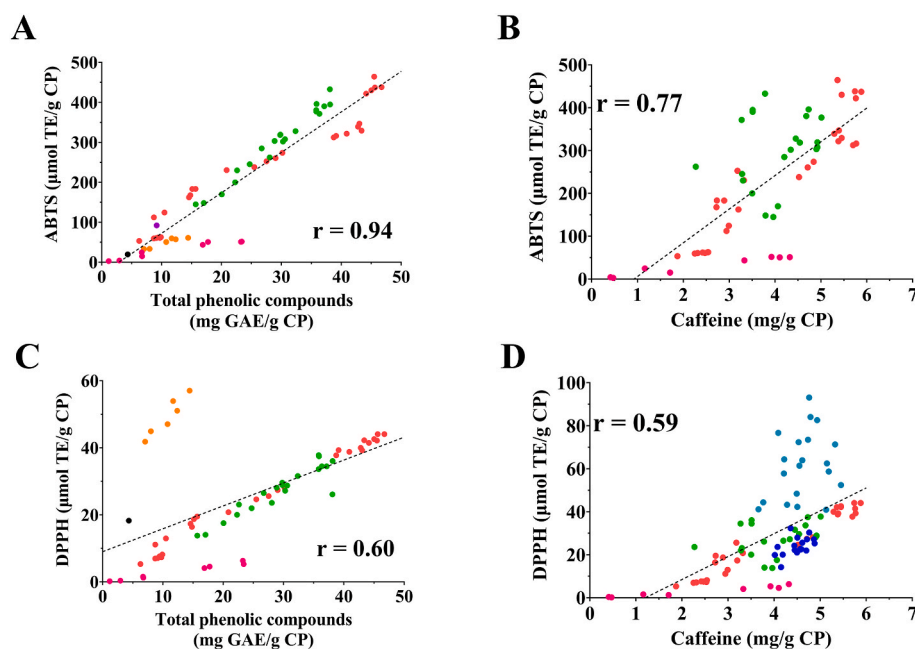 A
ABTS (μmol TE/g CP)
500
400
300
200
100
0
0 10 20 30 40 50
r = 0.94
Total phenolic compounds
(mg GAE/g CP)
B
ABTS (μmol TE/g CP)
500
400
300
200
100
0
0 1 2 3 4 5 6 7
r = 0.77
Caffeine (mg/g CP)
C
DPPH (μmol TE/g CP)
60
40
20
0
0 10 20 30 40 50
r = 0.60
Total phenolic compounds
(mg GAE/g CP)
D
DPPH (μmol TE/g CP)
100
80
60
40
20
0
0 1 2 3 4 5 6 7
r = 0.59
Caffeine (mg/g CP)